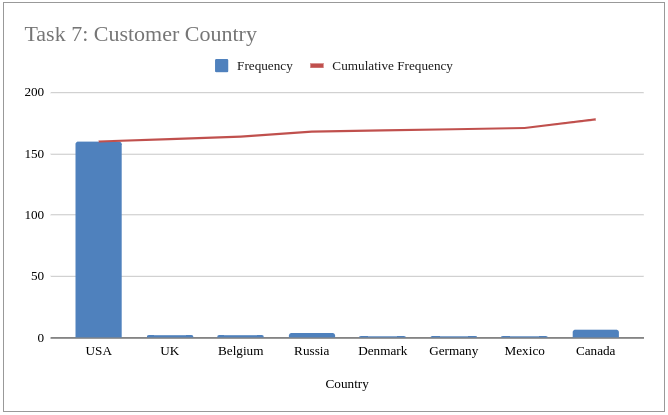 Task 7: Customer Country
Frequency Cumulative Frequency
200
150
100
50
0
USA UK Belgium Russia Denmark Germany Mexico Canada
Country